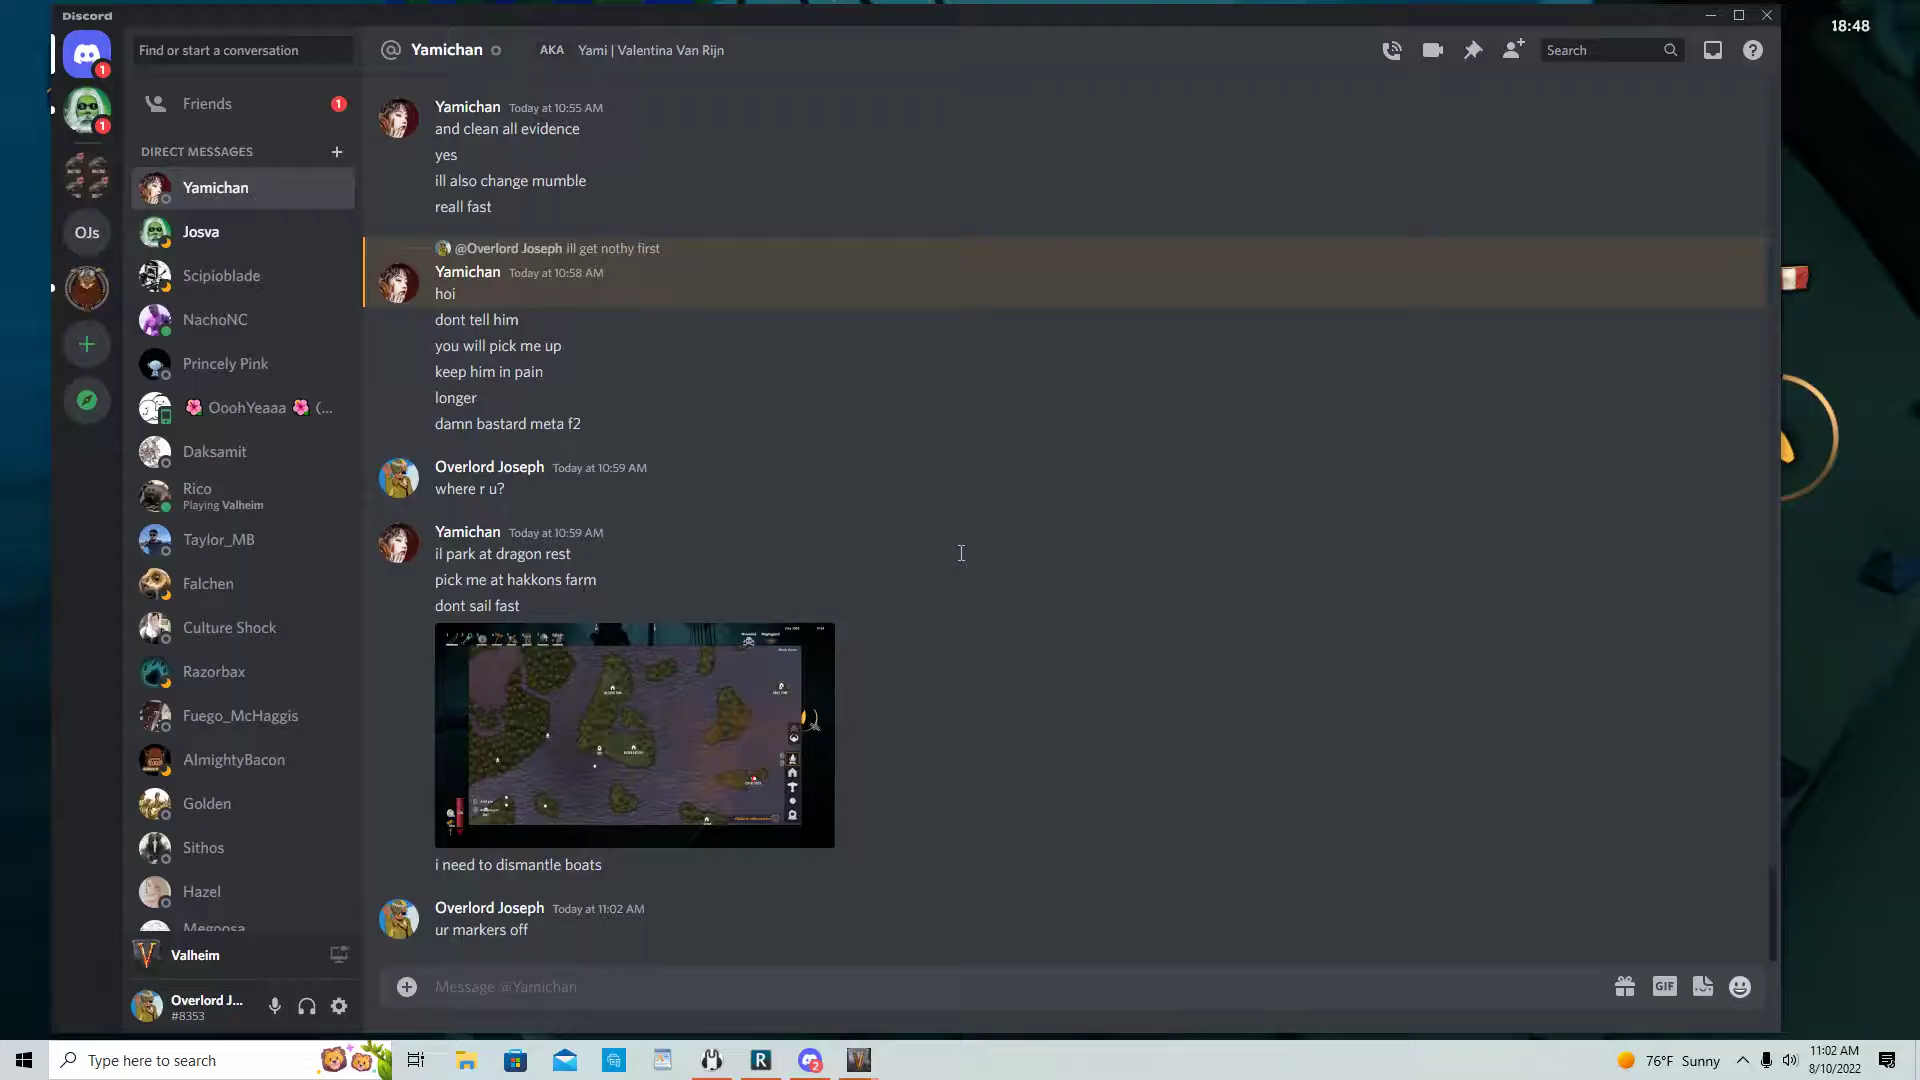 Discord
18:48
Find or start a conversation
Yamichan
AKA Yami | Valentina Van Rijn
Search
1
1
OJs
Friends 1
DIRECT MESSAGES
Yamichan
Josva
Scipioblade
NachoNC
Princely Pink
🌺 OoohYeaaa 🌺 (...
Daksamit
Rico
Playing Valheim
Taylor_MB
Falchen
Culture Shock
Razorbax
Fuego_McHaggis
AlmightyBacon
Golden
Sithos
Hazel
Megoosa
Valheim
Overlord J...
#8353
Yamichan Today at 10:55 AM
and clean all evidence
yes
ill also change mumble
reall fast
@Overlord Joseph ill get nothy first
Yamichan Today at 10:58 AM
hoi
dont tell him
you will pick me up
keep him in pain
longer
damn bastard meta f2
Overlord Joseph Today at 10:59 AM
where r u?
Yamichan Today at 10:59 AM
il park at dragon rest
pick me at hakkons farm
dont sail fast
i need to dismantle boats
Overlord Joseph Today at 11:02 AM
ur markers off
Message @Yamichan
GIF
Type here to search
R
2
76°F Sunny
11:02 AM
8/10/2022